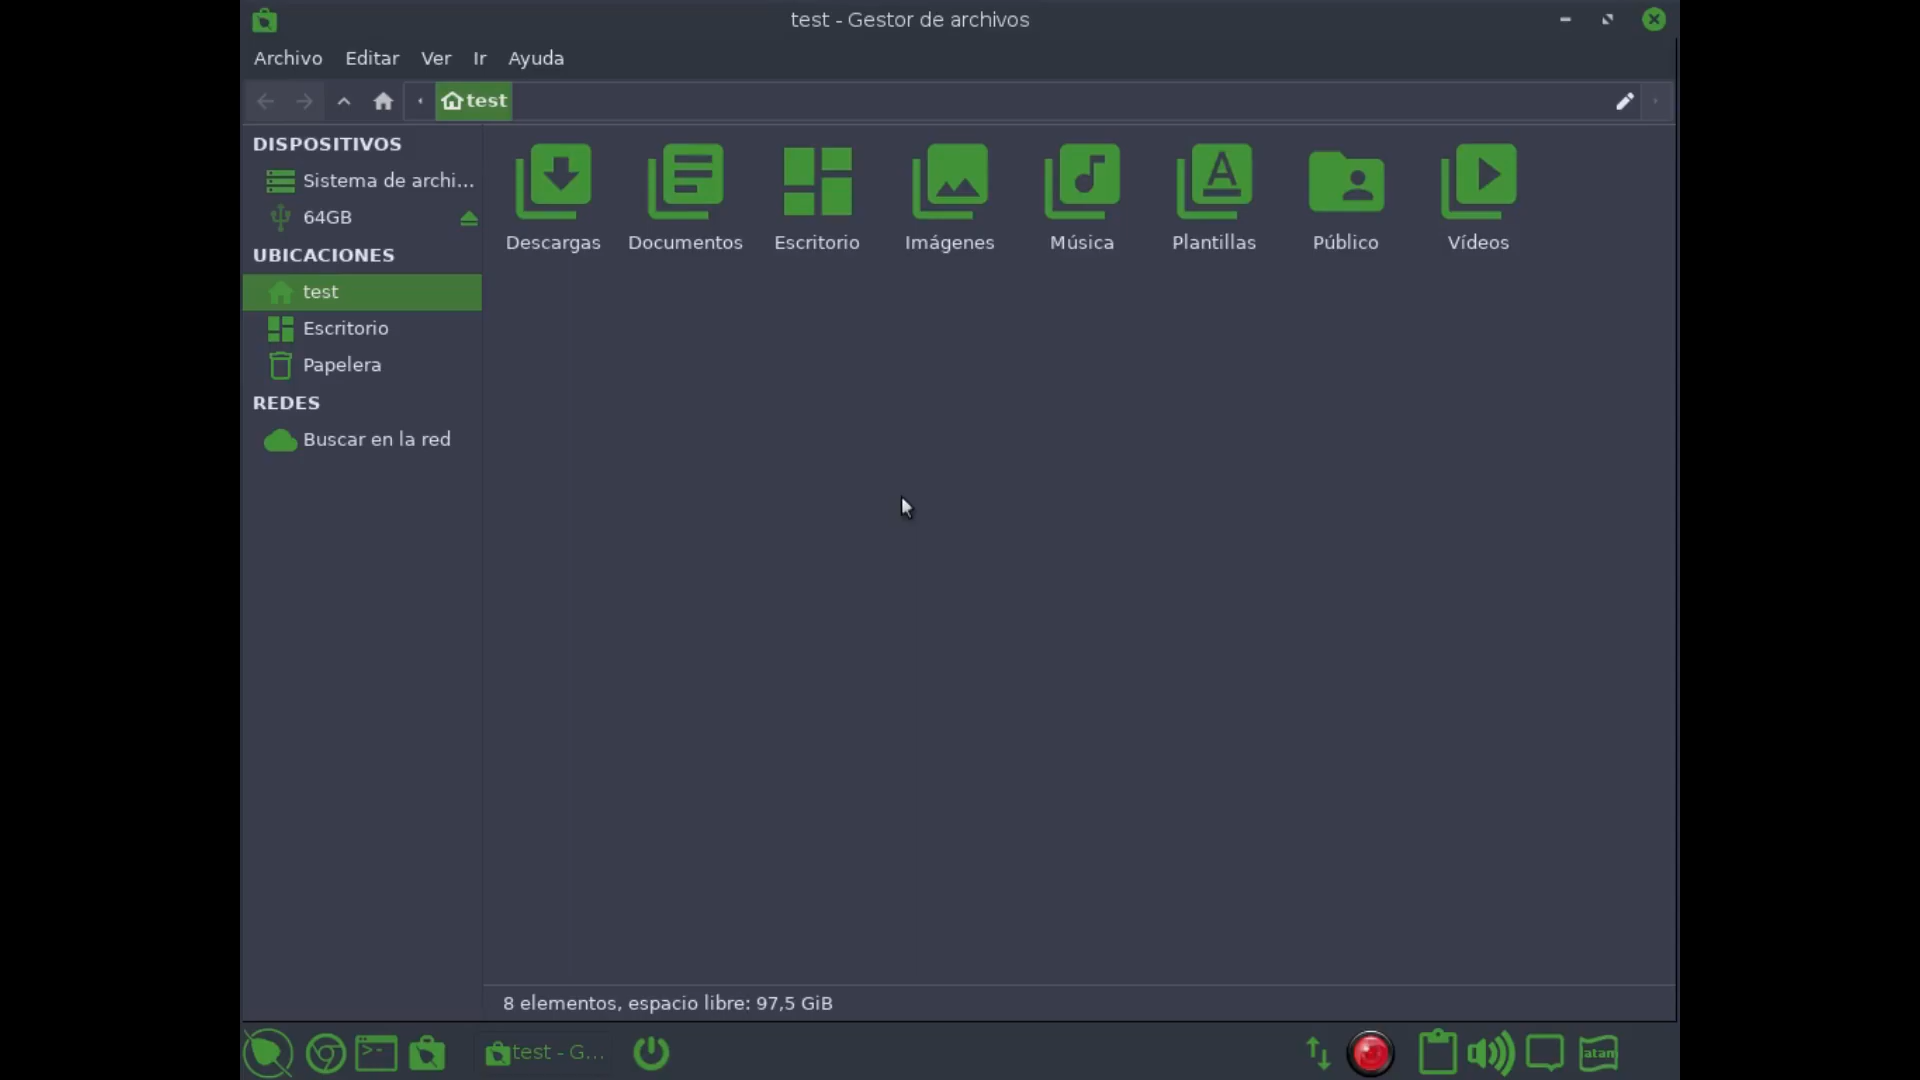 test - Gestor de archivos
Archivo Editar Ver Ir Ayuda
test
DISPOSITIVOS
Sistema de archi...
64GB
UBICACIONES
test
Escritorio
Papelera
REDES
Buscar en la red
Descargas Documentos Escritorio Imágenes Música Plantillas Público Vídeos
8 elementos, espacio libre: 97,5 GiB
test - G...
atan